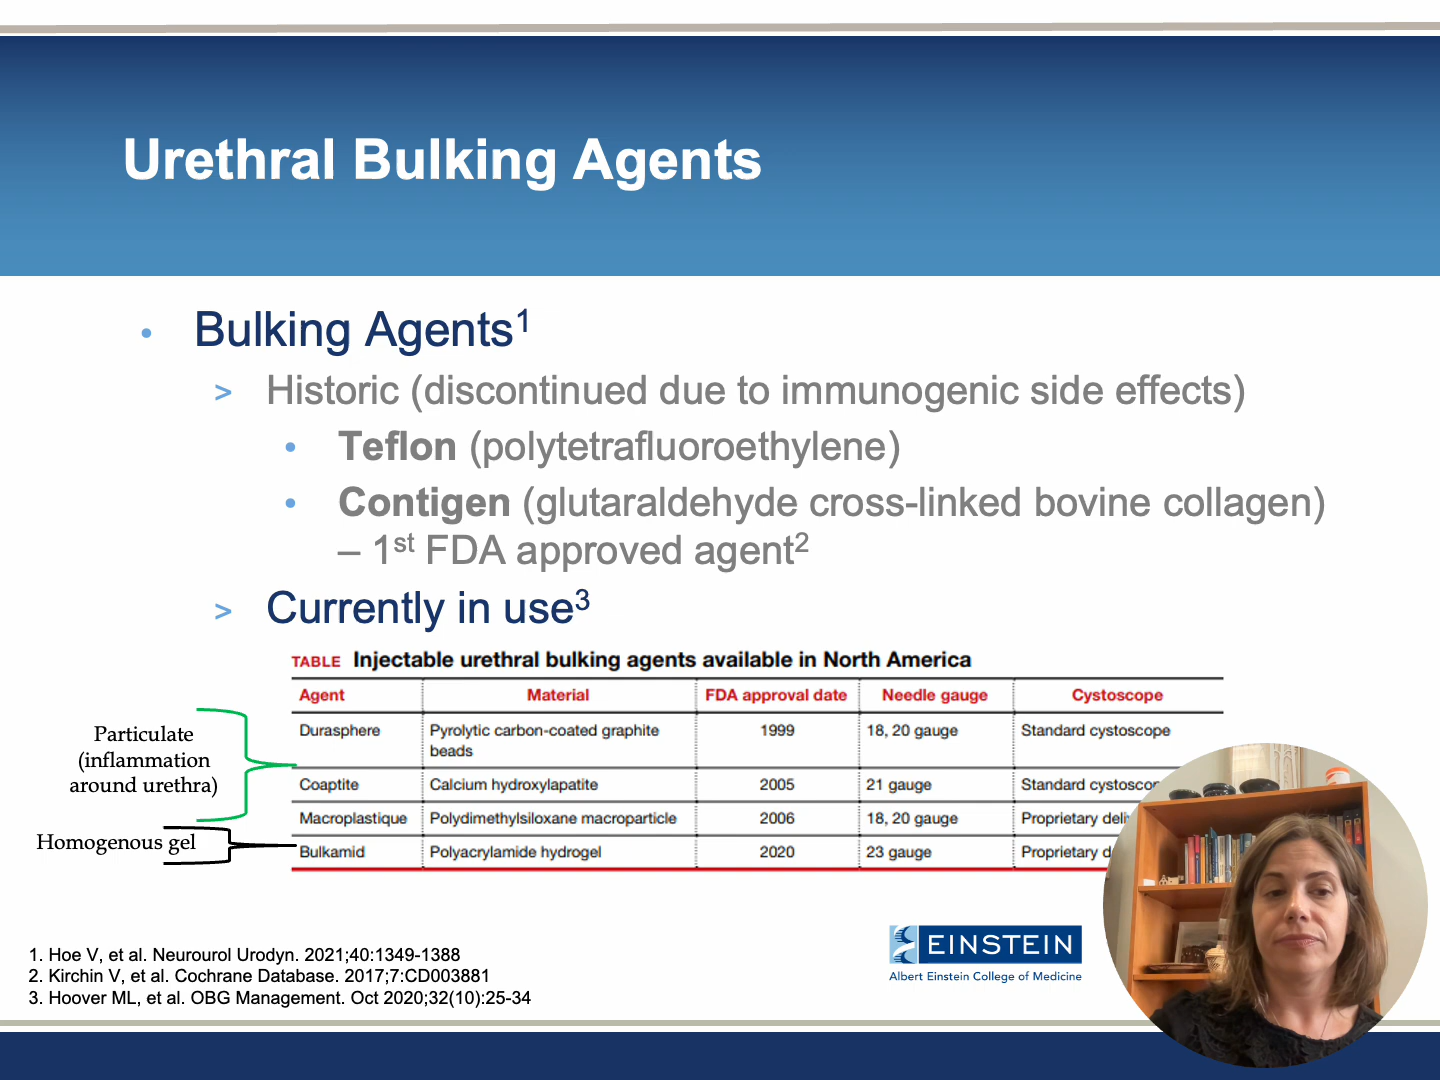 Urethral Bulking Agents
• Bulking Agents1
> Historic (discontinued due to immunogenic side effects)
• Teflon (polytetrafluoroethylene)
• Contigen (glutaraldehyde cross-linked bovine collagen)
– 1st FDA approved agent2
> Currently in use3
TABLE Injectable urethral bulking agents available in North America
Agent Material FDA approval date Needle gauge Cystoscope
Durasphere Pyrolytic carbon-coated graphite 1999 18, 20 gauge Standard cystoscope
beads
Coaptite Calcium hydroxylapatite 2005 21 gauge Standard
Macroplastique Polydimethylsiloxane macroparticle 2006 18, 20 gauge Proprietary
Bulkamid Polyacrylamide hydrogel 2020 23 gauge Proprietary
Particulate
(inflammation
around urethra)
Homogenous gel
1. Hoe V, et al. Neurourol Urodyn. 2021;40:1349-1388
2. Kirchin V, et al. Cochrane Database. 2017;7:CD003881
3. Hoover ML, et al. OBG Management. Oct 2020;32(10):25-34
EINSTEIN
Albert Einstein College of Medicine